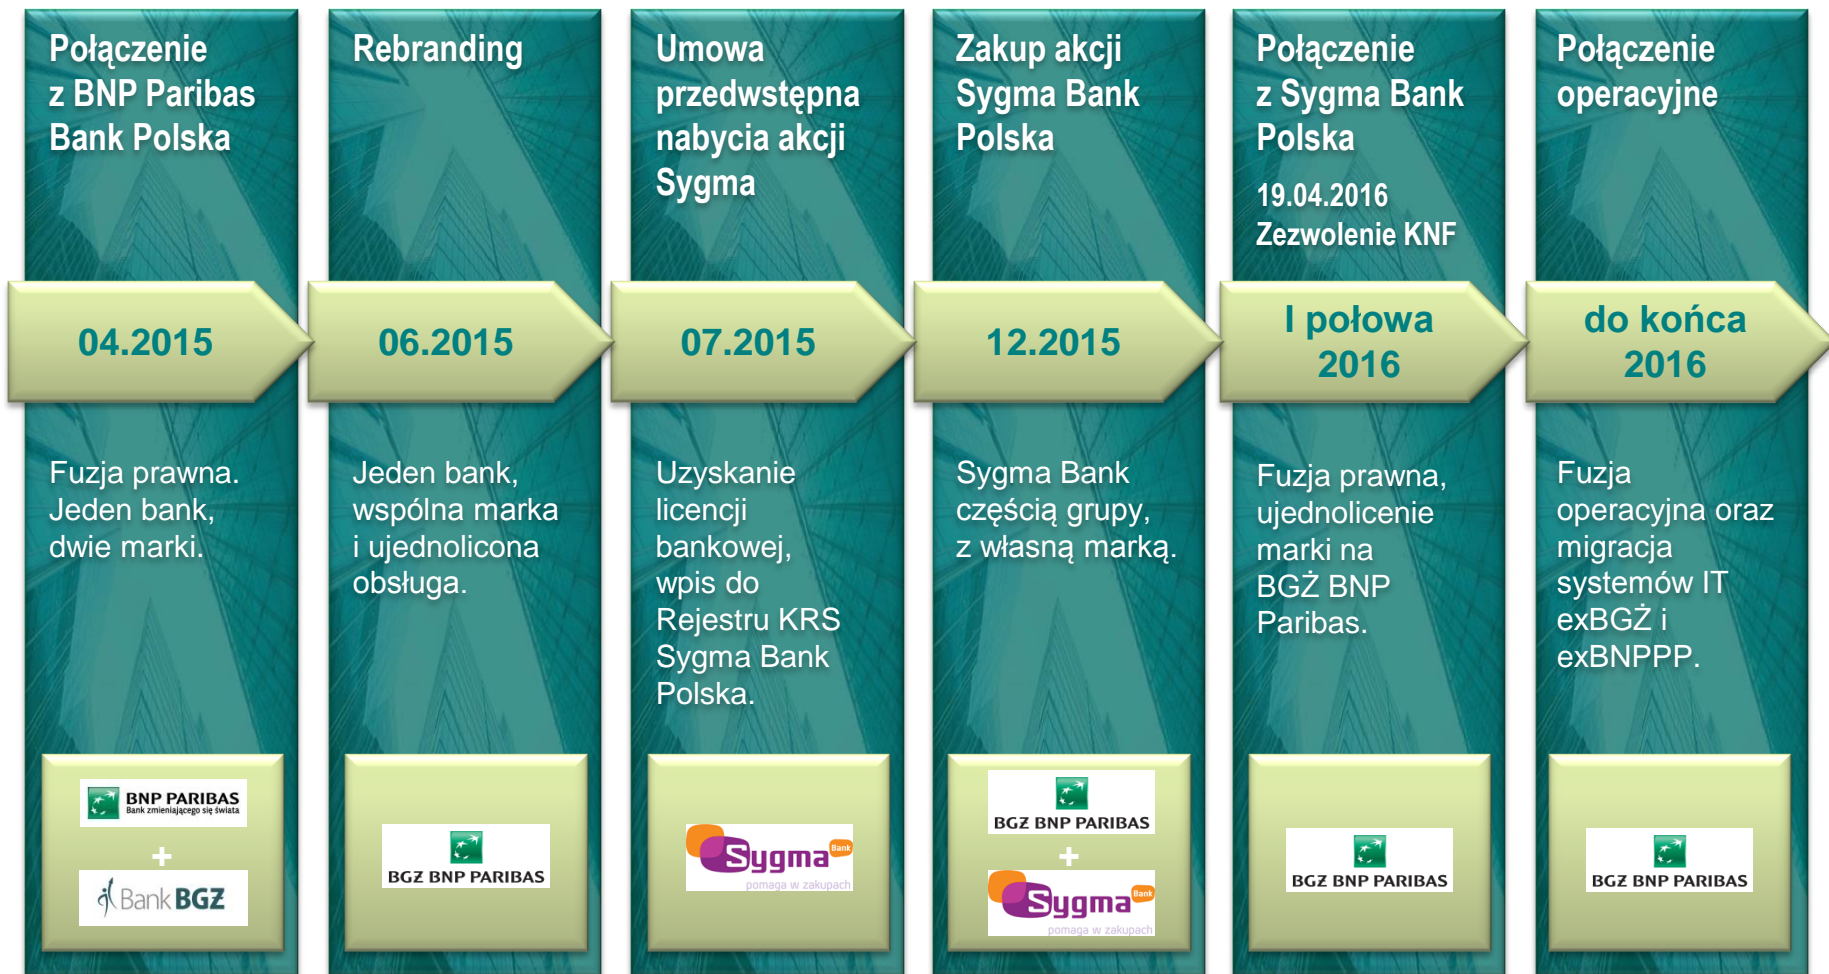 Połączenie
z BNP Paribas
Bank Polska
04.2015
Fuzja prawna.
Jeden bank,
dwie marki.
BNP PARIBAS
Bank zmieniającego się świata
+
Bank BGŻ
Rebranding
06.2015
Jeden bank,
wspólna marka
i ujednolicona
obsługa.
BGŻ BNP PARIBAS
Umowa
przedwstępna
nabycia akcji
Sygma
07.2015
Uzyskanie
licencji
bankowej,
wpis do
Rejestru KRS
Sygma Bank
Polska.
Sygma Bank
pomaga w zakupach
Zakup akcji
Sygma Bank
Polska
12.2015
Sygma Bank
częścią grupy,
z własną marką.
BGŻ BNP PARIBAS
+
Sygma Bank
pomaga w zakupach
Połączenie
z Sygma Bank
Polska
19.04.2016
Zezwolenie KNF
I połowa
2016
Fuzja prawna,
ujednolicenie
marki na
BGŻ BNP
Paribas.
BGŻ BNP PARIBAS
Połączenie
operacyjne
do końca
2016
Fuzja
operacyjna oraz
migracja
systemów IT
exBGŻ i
exBNPPP.
BGŻ BNP PARIBAS